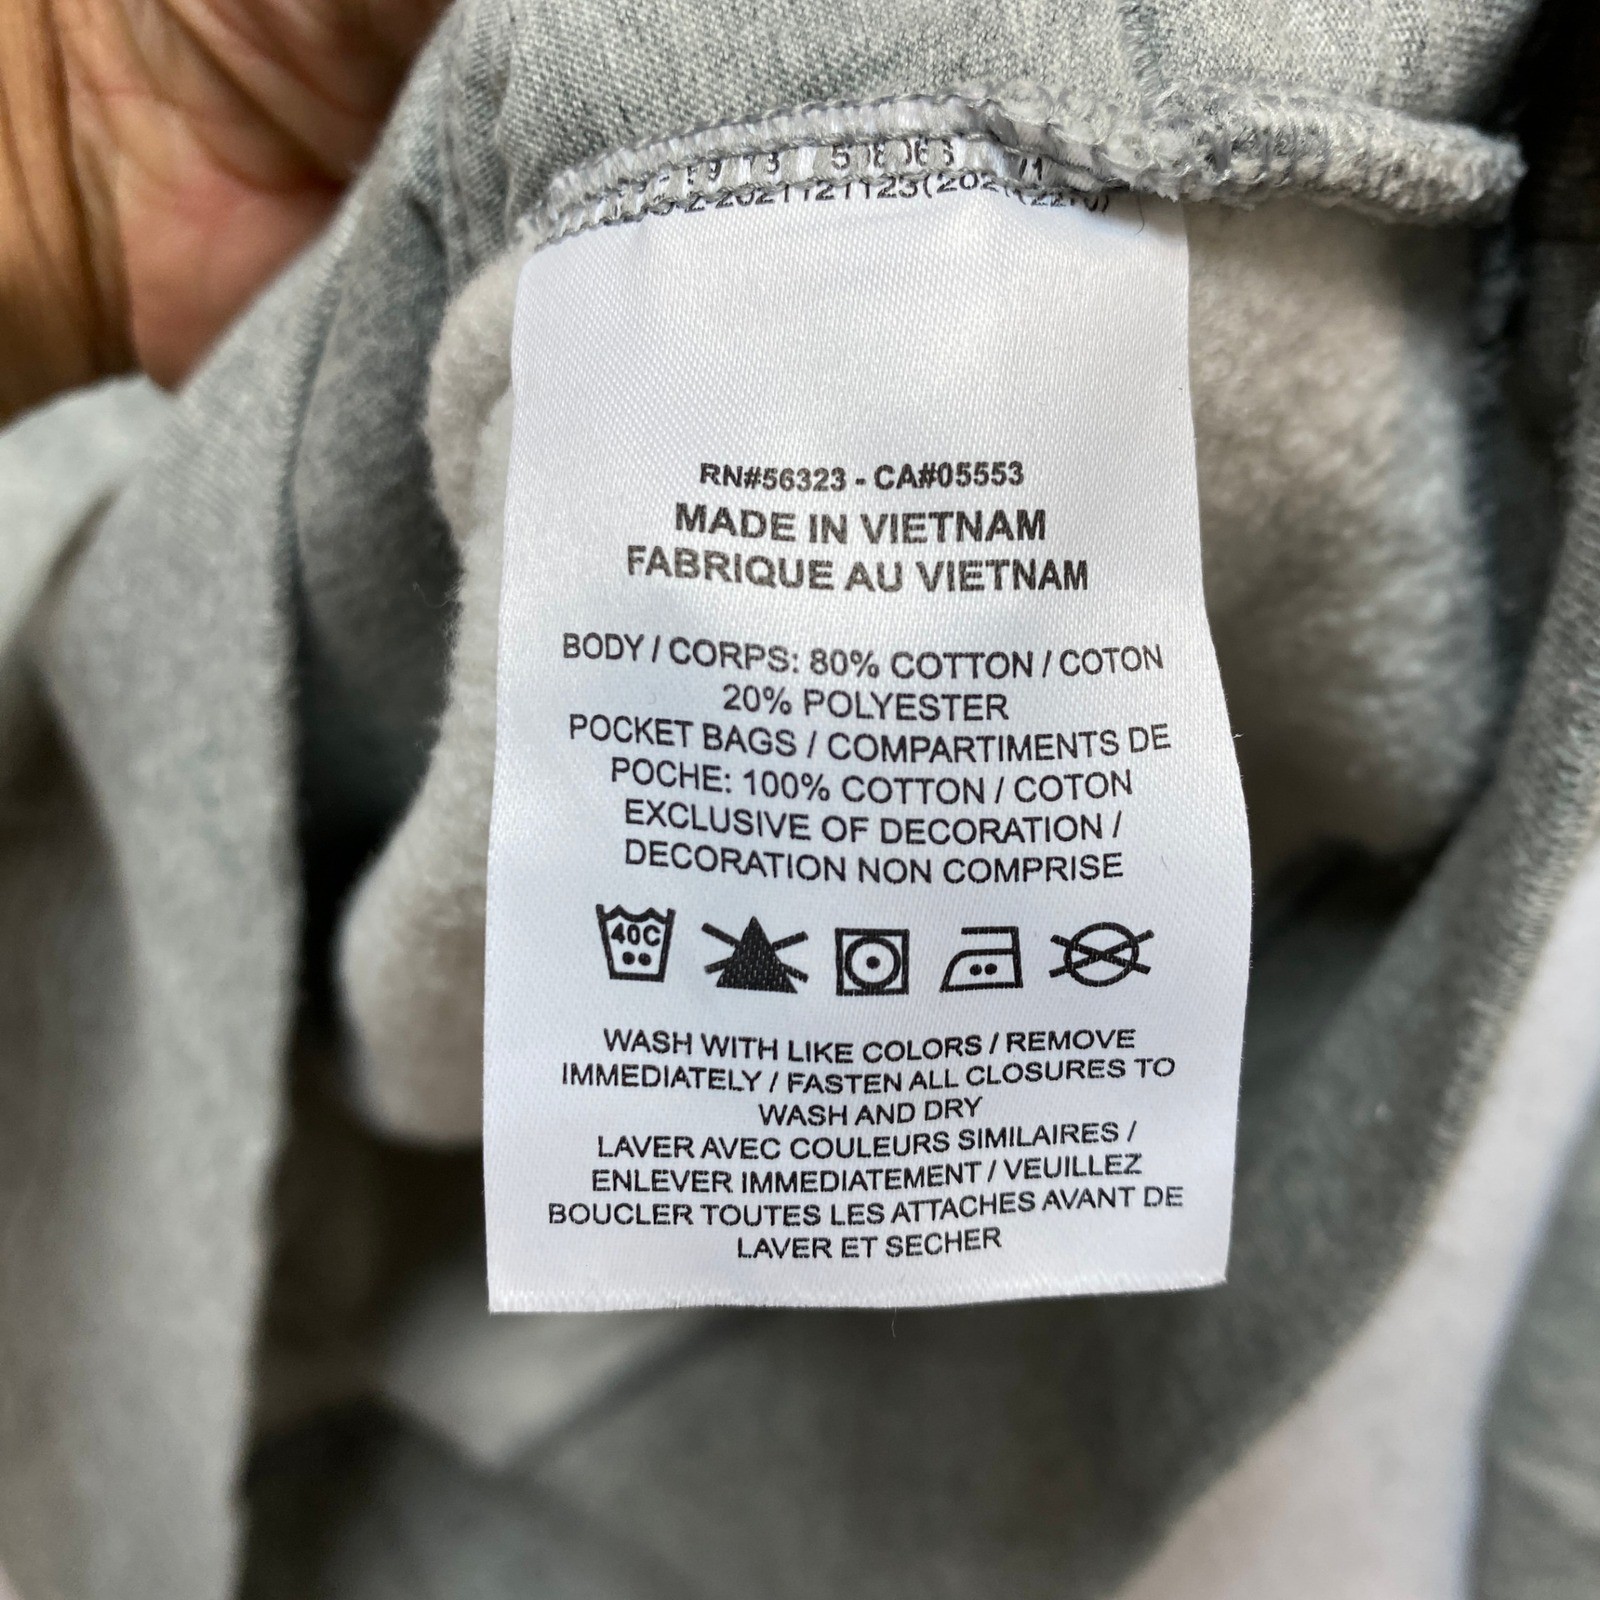 RN#56323 - CA#05553
MADE IN VIETNAM
FABRIQUE AU VIETNAM
BODY / CORPS: 80% COTTON / COTON
20% POLYESTER
POCKET BAGS / COMPARTIMENTS DE
POCHE: 100% COTTON / COTON
EXCLUSIVE OF DECORATION /
DECORATION NON COMPRISE
40C
WASH WITH LIKE COLORS / REMOVE
IMMEDIATELY / FASTEN ALL CLOSURES TO
WASH AND DRY
LAVER AVEC COULEURS SIMILAIRES /
ENLEVER IMMEDIATEMENT / VEUILLEZ
BOUCLER TOUTES LES ATTACHES AVANT DE
LAVER ET SECHER